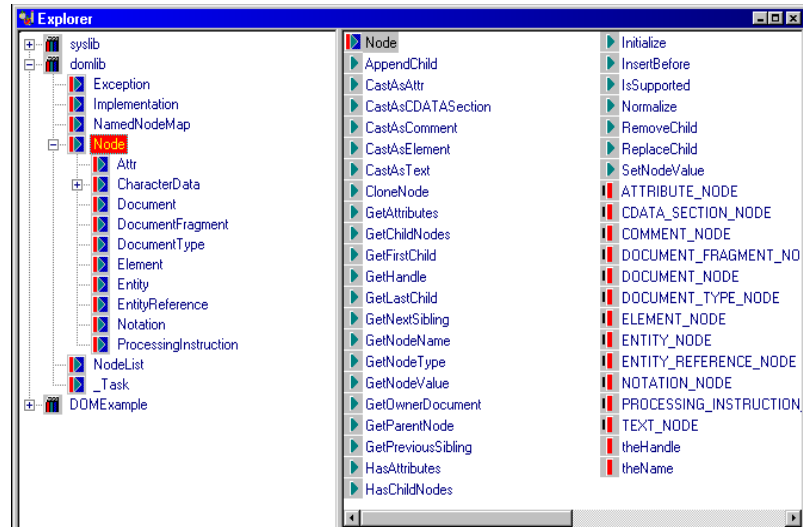 Explorer
syslib
domlib
Exception
Implementation
NamedNodeMap
Node
Attr
CharacterData
Document
DocumentFragment
DocumentType
Element
Entity
EntityReference
Notation
ProcessingInstruction
NodeList
_Task
DOMExample
Node
AppendChild
CastAsAttr
CastAsCDATASection
CastAsComment
CastAsElement
CastAsText
CloneNode
GetAttributes
GetChildNodes
GetFirstChild
GetHandle
GetLastChild
GetNextSibling
GetNodeName
GetNodeType
GetNodeValue
GetOwnerDocument
GetParentNode
GetPreviousSibling
HasAttributes
HasChildNodes
Initialize
InsertBefore
IsSupported
Normalize
RemoveChild
ReplaceChild
SetNodeValue
ATTRIBUTE_NODE
CDATA_SECTION_NODE
COMMENT_NODE
DOCUMENT_FRAGMENT_NO
DOCUMENT_NODE
DOCUMENT_TYPE_NODE
ELEMENT_NODE
ENTITY_NODE
ENTITY_REFERENCE_NODE
NOTATION_NODE
PROCESSING_INSTRUCTION_
TEXT_NODE
theHandle
theName